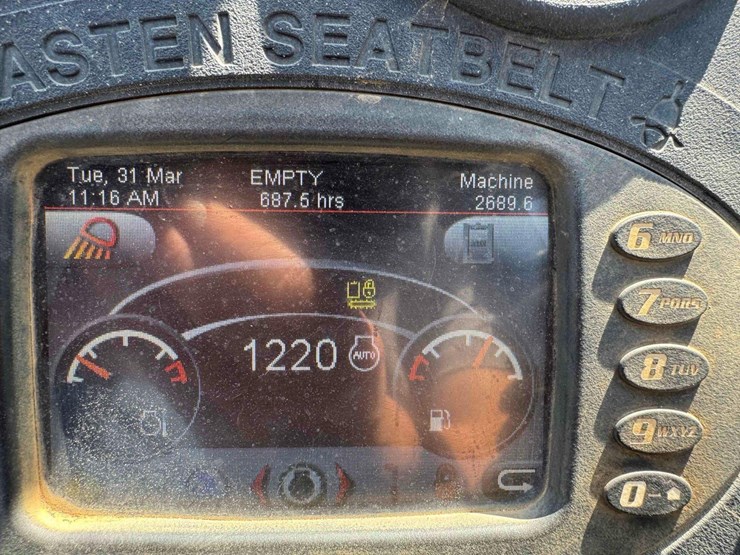 ASTEN SEATBELT
Tue, 31 Mar
11:16 AM
EMPTY
687.5 hrs
Machine
2689.6
1220
AUTO
6 MNO
7 PQRS
8 TUV
9 WXYZ
0